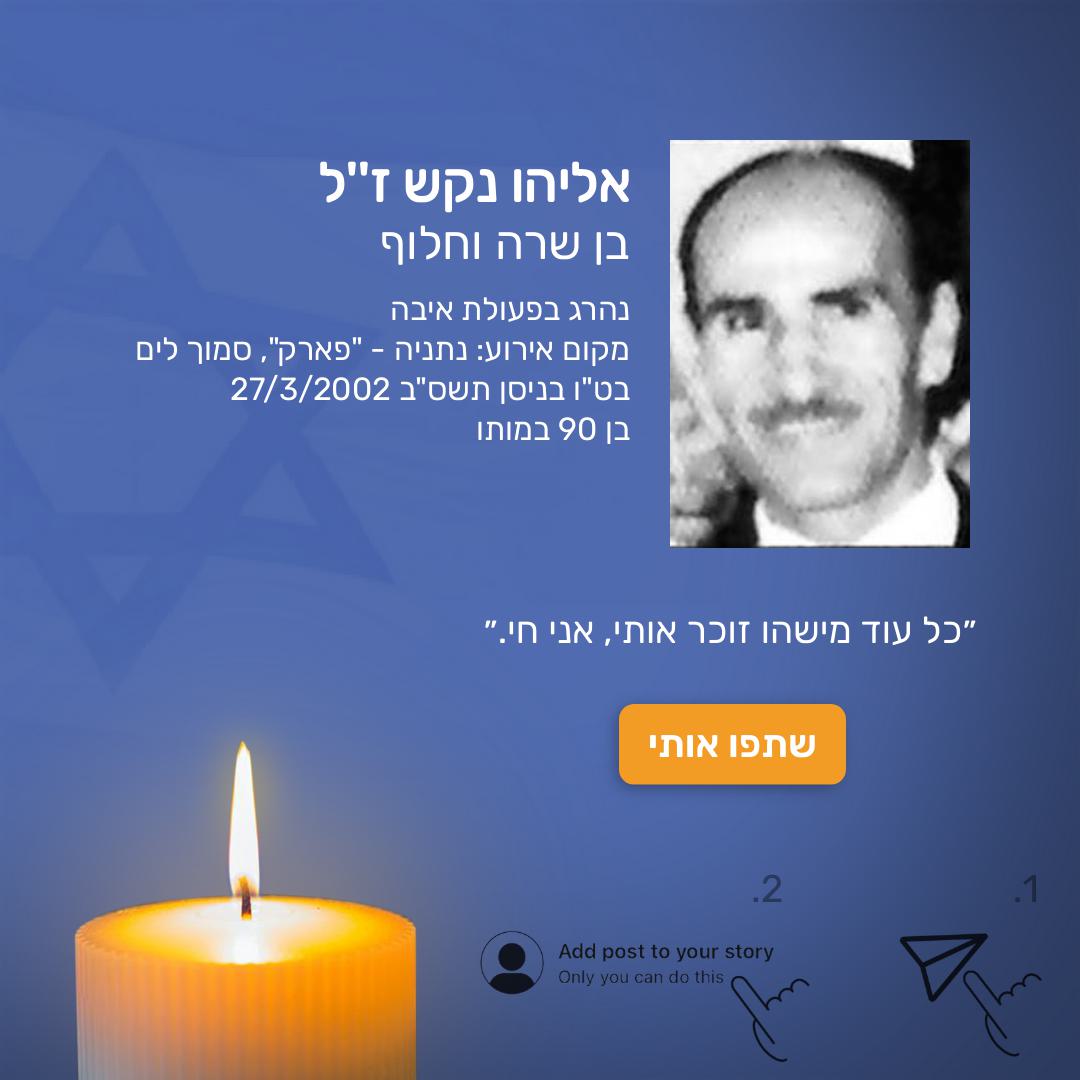 אליהו נקש ז"ל
בן שרה וחלוף
נהרג בפעולת איבה
מקום אירוע: נתניה - "פארק", סמוך לים
בט"ו בניסן תשס"ב 27/3/2002
בן 90 במותו
״כל עוד מישהו זוכר אותי, אני חי.״
שתפו אותי
1.
2.
Add post to your story
Only you can do this